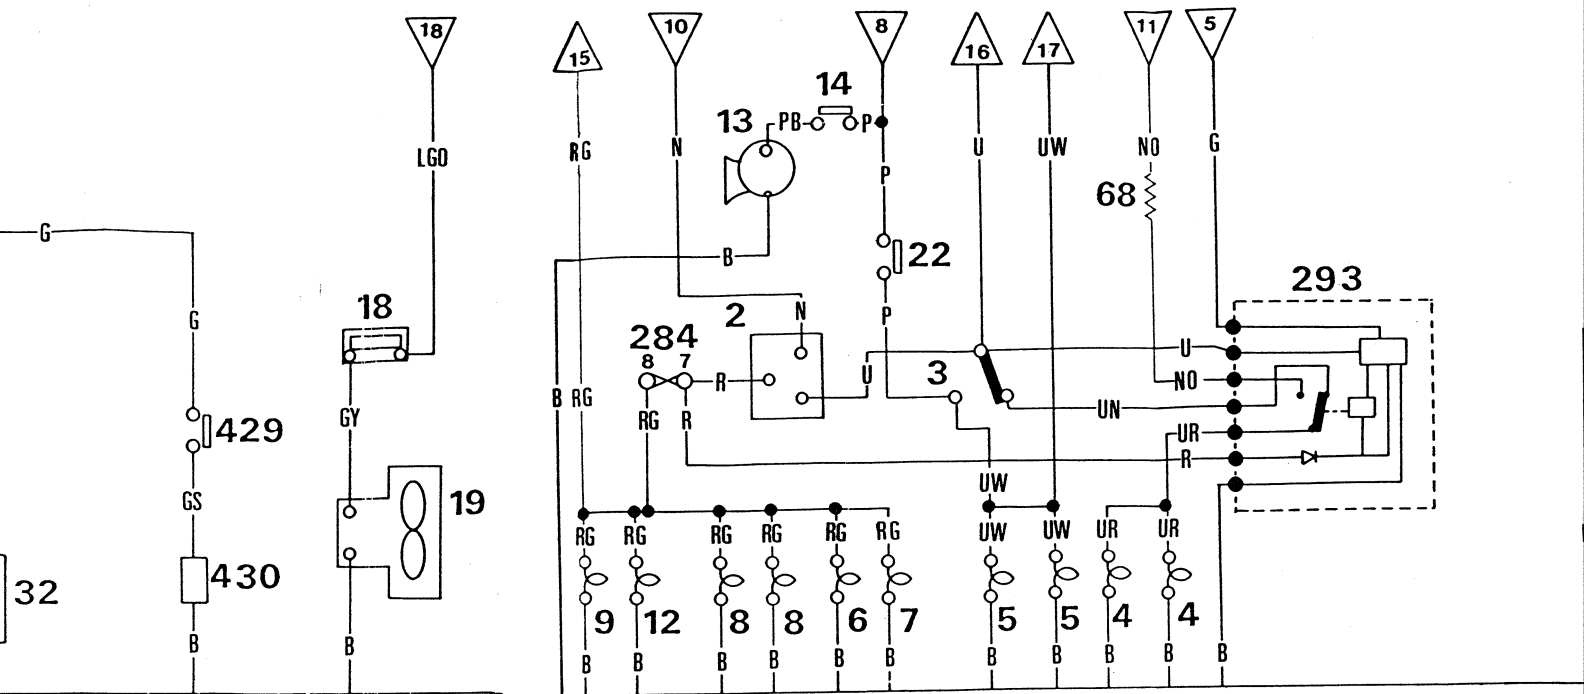 18
15
10
8
16
17
11
5
14
13
PB
P
LGO
RG
N
P
U
UW
NO
G
68
G
B
22
293
18
2
N
P
G
284
8 7
R
U
3
U
NO
B RG
RG
R
UN
GY
429
UR
R
GS
19
UW
RG
RG
RG
RG
RG
RG
UW
UW
UR
UR
32
430
9
12
8
8
6
7
5
5
4
4
B
B
B
B
B
B
B
B
B
B
B
B
B